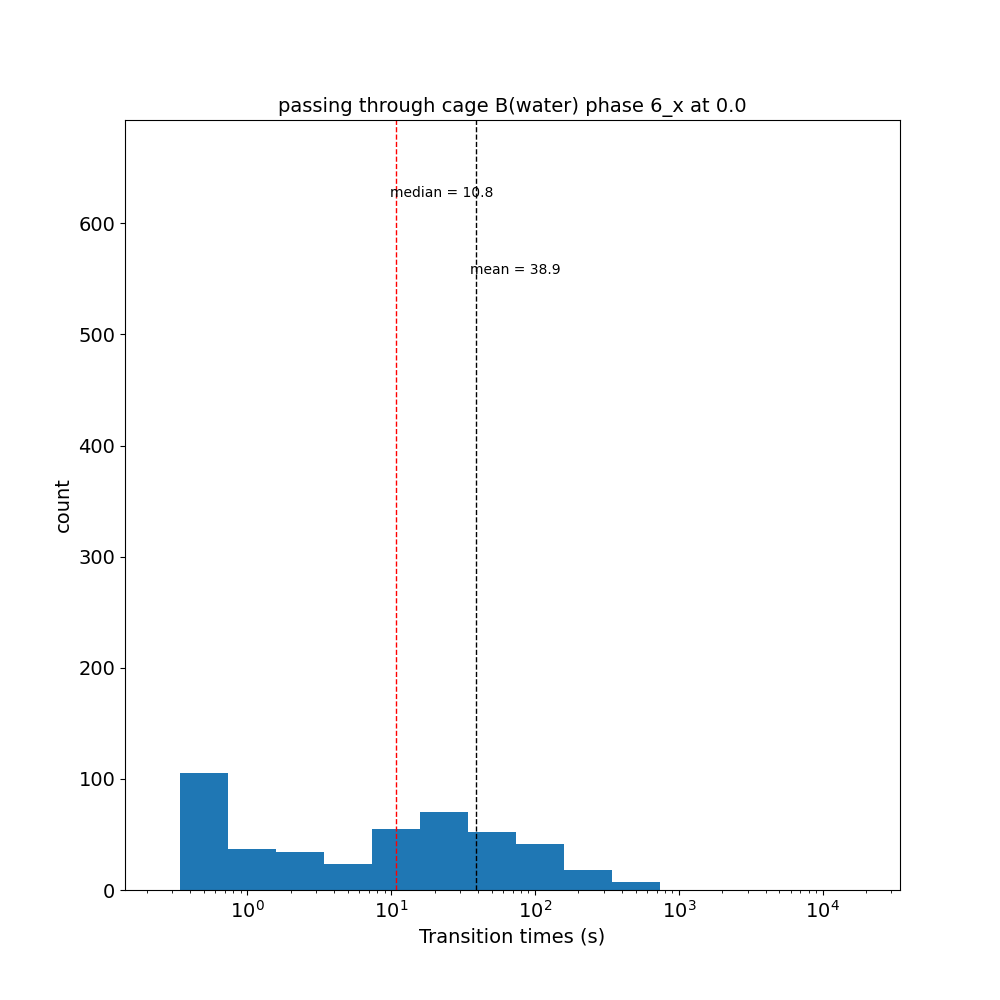 passing through cage B(water) phase 6_x at 0.0
median = 10.8
mean = 38.9
600
500
400
300
200
100
0
count
10⁰ 10¹ 10² 10³ 10⁴
Transition times (s)